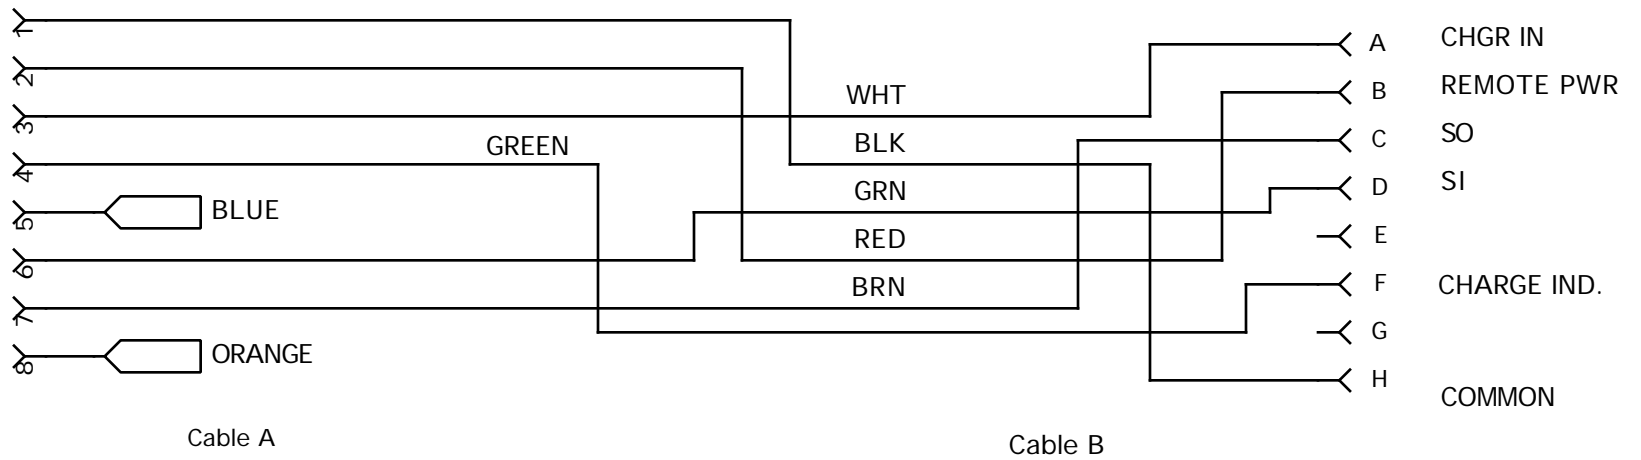 1
2
3
4
5
6
7
8
GREEN
BLUE
ORANGE
WHT
BLK
GRN
RED
BRN
A CHGR IN
B REMOTE PWR
C SO
D SI
E
F CHARGE IND.
G
H
COMMON
Cable A
Cable B